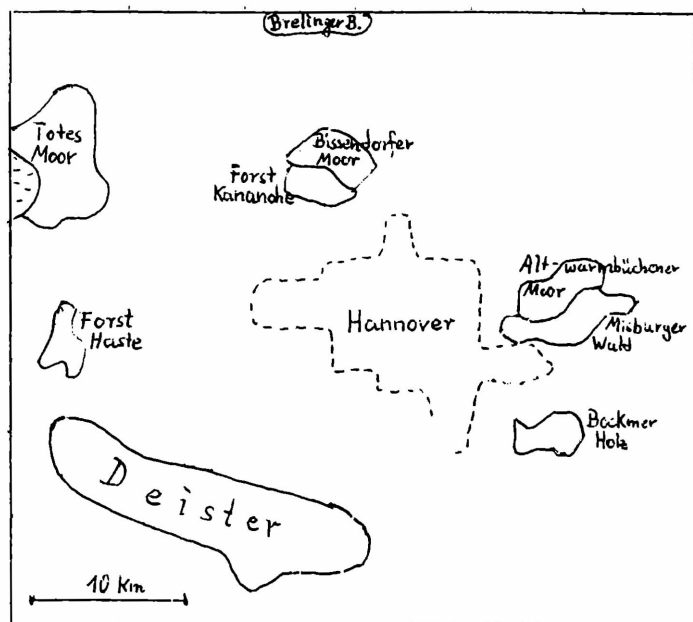 Brelinger B.
Totes
Moor
Bissendorfer
Moor
Forst
Kananohe
Alt-warmbüchener
Moor
Misburger
Wald
Hannover
Forst
Haste
Bockmer
Holz
Deister
10 km